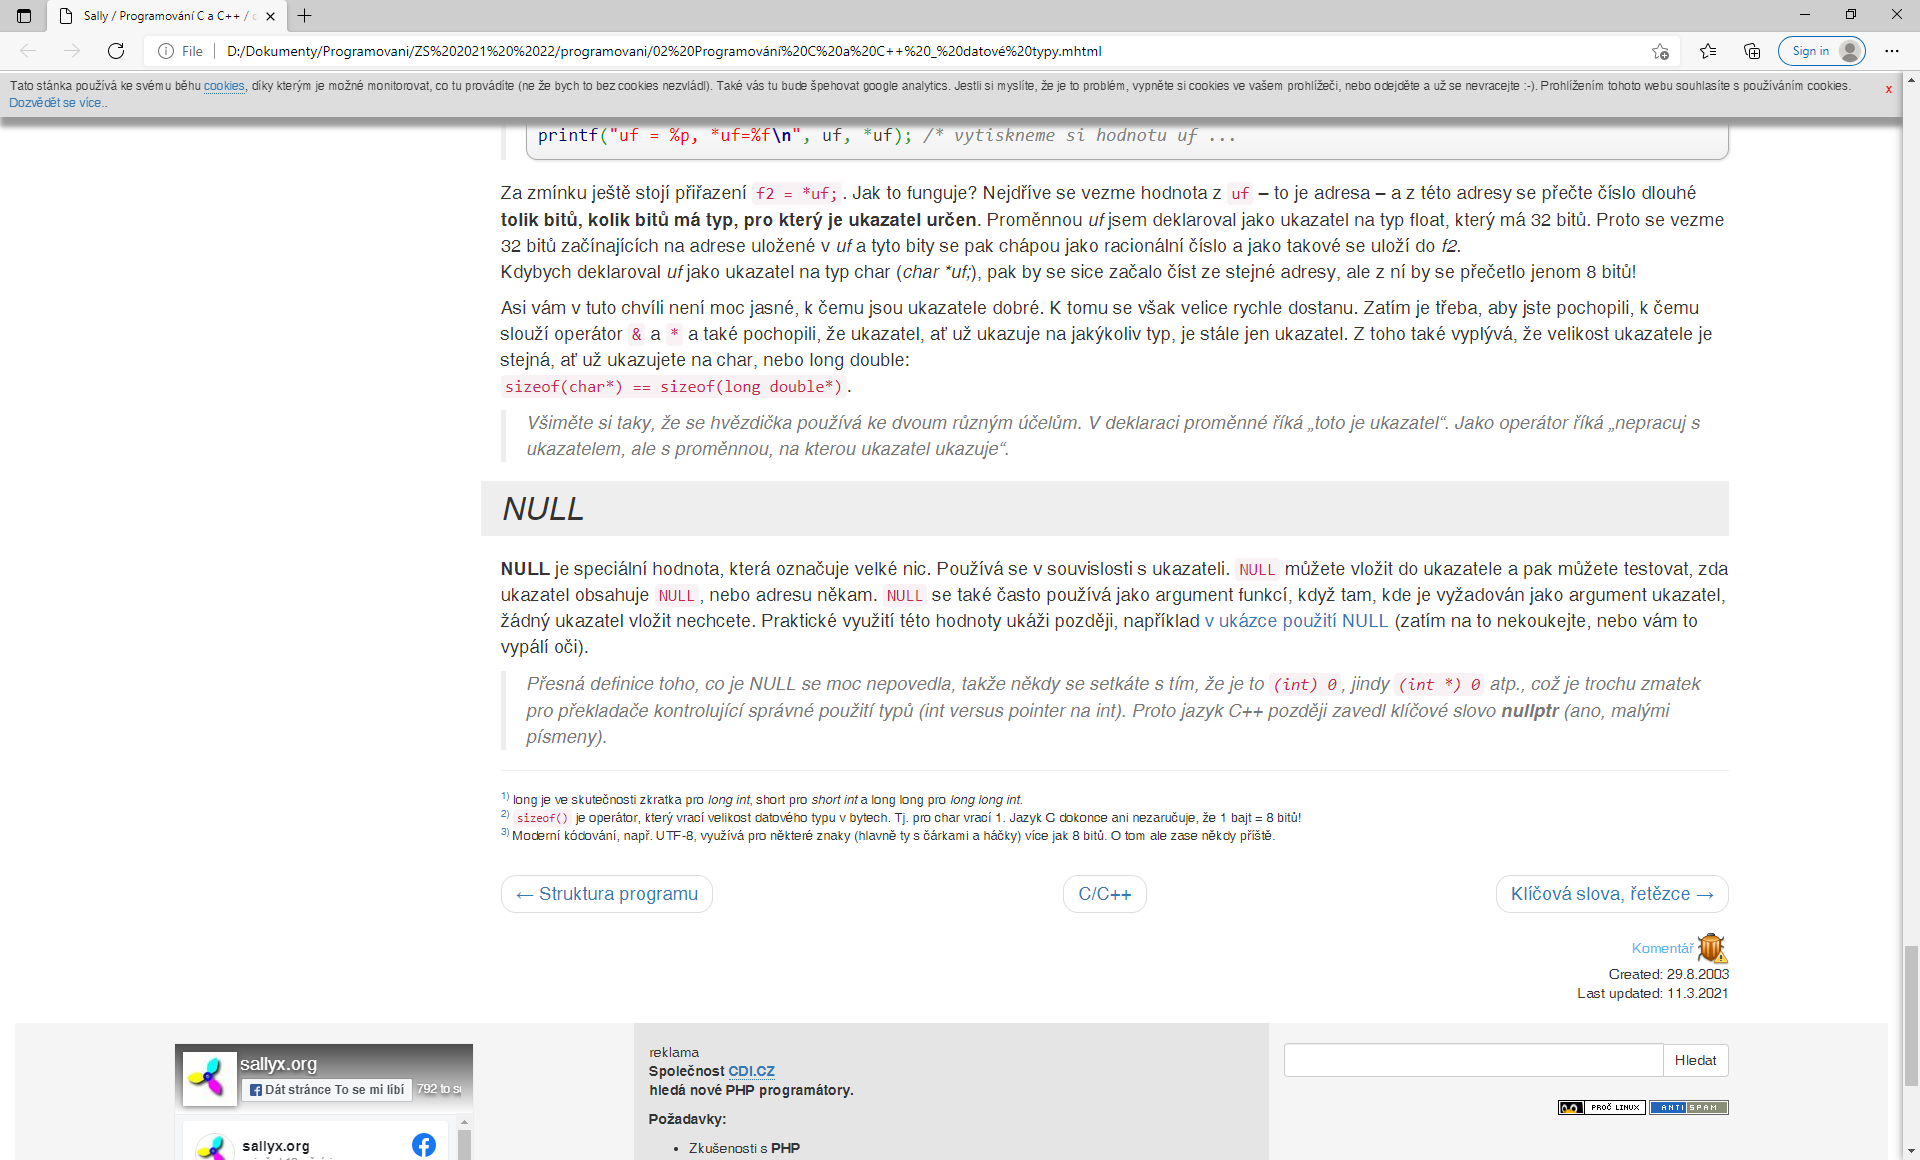 Sally / Programování C a C++ /
File
D:/Dokumenty/Programovani/ZS%202021%20%2022/programovani/02%20Programování%20C%20a%20C++%20_%20datové%20typy.mhtml
Sign in
Tato stánka používá ke svému běhu cookies, díky kterým je možné monitorovat, co tu provádíte (ne že bych to bez cookies nezvládl). Také vás tu bude špehovat google analytics. Jestli si myslíte, že je to problém, vypněte si cookies ve vašem prohlížeči, nebo odejděte a už se nevracejte :-). Prohlížením tohoto webu souhlasíte s používáním cookies.
Dozvědět se více..
x
printf("uf = %p, *uf=%f\n", uf, *uf); /* vytiskneme si hodnotu uf ...
Za zmínku ještě stojí přiřazení f2 = *uf;. Jak to funguje? Nejdříve se vezme hodnota z uf – to je adresa – a z této adresy se přečte číslo dlouhé
tolik bitů, kolik bitů má typ, pro který je ukazatel určen. Proměnnou uf jsem deklaroval jako ukazatel na typ float, který má 32 bitů. Proto se vezme
32 bitů začínajících na adrese uložené v uf a tyto bity se pak chápou jako racionální číslo a jako takové se uloží do f2.
Kdybych deklaroval uf jako ukazatel na typ char (char *uf;), pak by se sice začalo číst ze stejné adresy, ale z ní by se přečetlo jenom 8 bitů!
Asi vám v tuto chvíli není moc jasné, k čemu jsou ukazatele dobré. K tomu se však velice rychle dostanu. Zatím je třeba, aby jste pochopili, k čemu
slouží operátor & a * a také pochopili, že ukazatel, ať už ukazuje na jakýkoliv typ, je stále jen ukazatel. Z toho také vyplývá, že velikost ukazatele je
stejná, ať už ukazujete na char, nebo long double:
sizeof(char*) == sizeof(long double*).
Všiměte si taky, že se hvězdička používá ke dvoum různým účelům. V deklaraci proměnné říká „toto je ukazatel“. Jako operátor říká „nepracuj s
ukazatelem, ale s proměnnou, na kterou ukazatel ukazuje“.
NULL
NULL je speciální hodnota, která označuje velké nic. Používá se v souvislosti s ukazateli. NULL můžete vložit do ukazatele a pak můžete testovat, zda
ukazatel obsahuje NULL, nebo adresu někam. NULL se také často používá jako argument funkcí, když tam, kde je vyžadován jako argument ukazatel,
žádný ukazatel vložit nechcete. Praktické využití této hodnoty ukáži později, například v ukázce použití NULL (zatím na to nekoukejte, nebo vám to
vypálí oči).
Přesná definice toho, co je NULL se moc nepovedla, takže někdy se setkáte s tím, že je to (int) 0, jindy (int *) 0 atp., což je trochu zmatek
pro překladače kontrolující správné použití typů (int versus pointer na int). Proto jazyk C++ později zavedl klíčové slovo nullptr (ano, malými
písmeny).
1) long je ve skutečnosti zkratka pro long int, short pro short int a long long pro long long int.
2) sizeof() je operátor, který vrací velikost datového typu v bytech. Tj. pro char vrací 1. Jazyk C dokonce ani nezaručuje, že 1 bajt = 8 bitů!
3) Moderní kódování, např. UTF-8, využívá pro některé znaky (hlavně ty s čárkami a háčky) více jak 8 bitů. O tom ale zase někdy příště.
← Struktura programu
C/C++
Klíčová slova, řetězce →
Komentář
Created: 29.8.2003
Last updated: 11.3.2021
sallyx.org
Dát stránce To se mi líbí
792 to s
sallyx.org
reklama
Společnost CDI.CZ
hledá nové PHP programátory.
Požadavky:
• Zkušenosti s PHP
Hledat
PROČ LINUX
ANTI SPAM